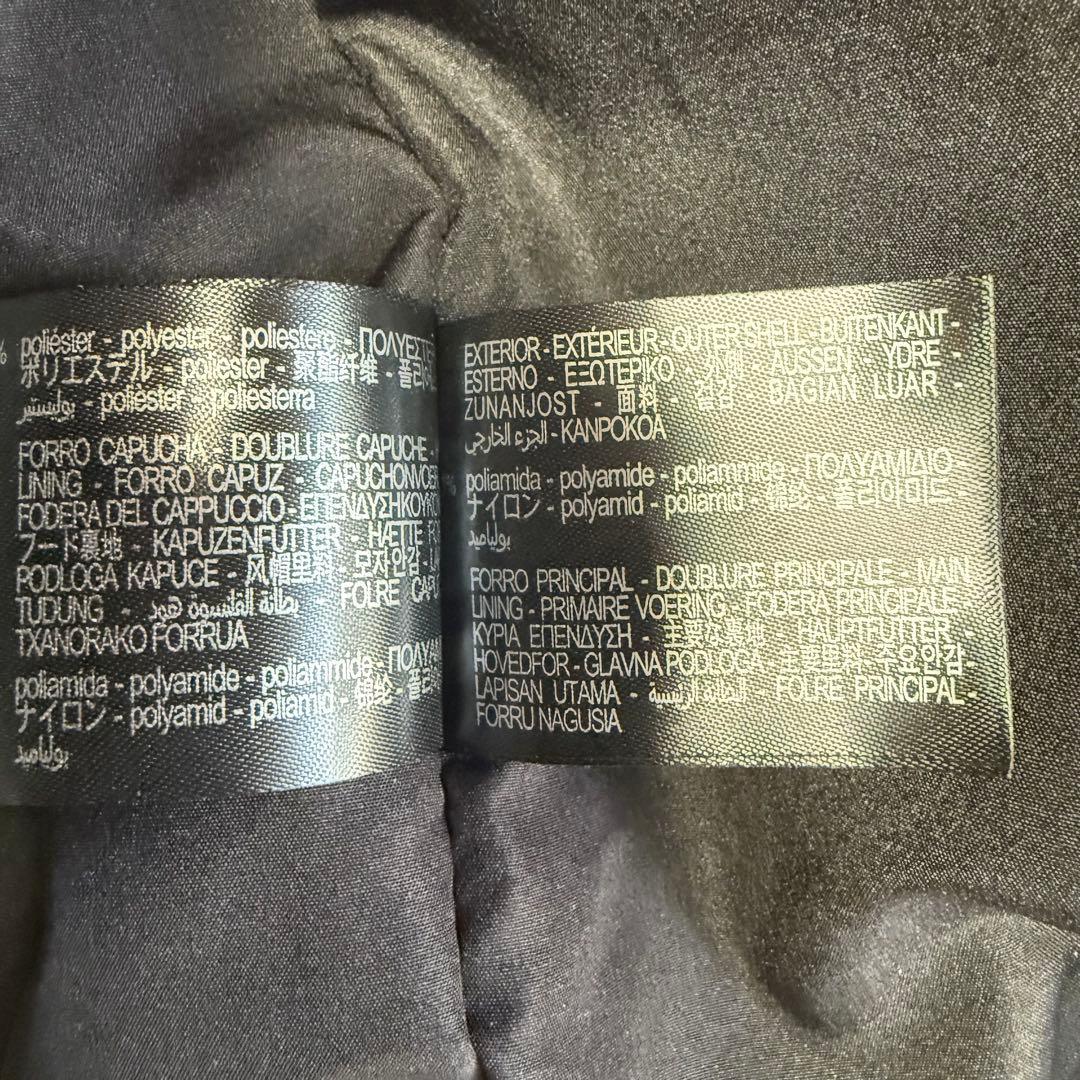 % poliéster - polyester - poliestere - ΠΟΛΥΕΣΤΕΡ
ポリエステル - poliester - 聚酯纤维 - 폴리에
بوليستير - poliester - poliesterra
FORRO CAPUCHA - DOUBLURE CAPUCHE -
LINING - FORRO CAPUZ - CAPUCHONVOER
FODERA DEL CAPPUCCIO - ΕΠΕΝΔΥΣΗ ΚΟΥΚΟ
フード裏地 - KAPUZENFUTTER - HÆTTE F
PODLOGA KAPUCE - 风帽里料 - 모자안감 -
TUDUNG - بطانة القلنسوة هود - FOLRE CAPU
TXANORAKO FORRUA
poliamida - polyamide - poliammide - ΠΟΛΥΑ
ナイロン - polyamid - poliamid - 锦纶 - 폴리
بولياميد
EXTERIOR - EXTÉRIEUR - OUTER SHELL - BUITENKANT -
ESTERNO - ΕΞΩΤΕΡΙΚΟ - - AUSSEN - YDRE -
ZUNANJOST - 面料 - 겉감 - BAGIAN LUAR -
الجزء الخارجي - KANPOKOA
% poliamida - polyamide - poliammide - ΠΟΛΥΑΜΙΔΙΟ
ナイロン - polyamid - poliamid - 锦纶 - 폴리아미드
بولياميد
FORRO PRINCIPAL - DOUBLURE PRINCIPALE - MAIN
LINING - PRIMAIRE VOERING - FODERA PRINCIPALE -
ΚΥΡΙΑ ΕΠΕΝΔΥΣΗ - 主要な裏地 - HAUPTFUTTER -
HOVEDFOR - GLAVNA PODLOGA - 主要里料 - 주요안감 -
LAPISAN UTAMA - البطانة الرئيسية - FOLRE PRINCIPAL -
FORRU NAGUSIA